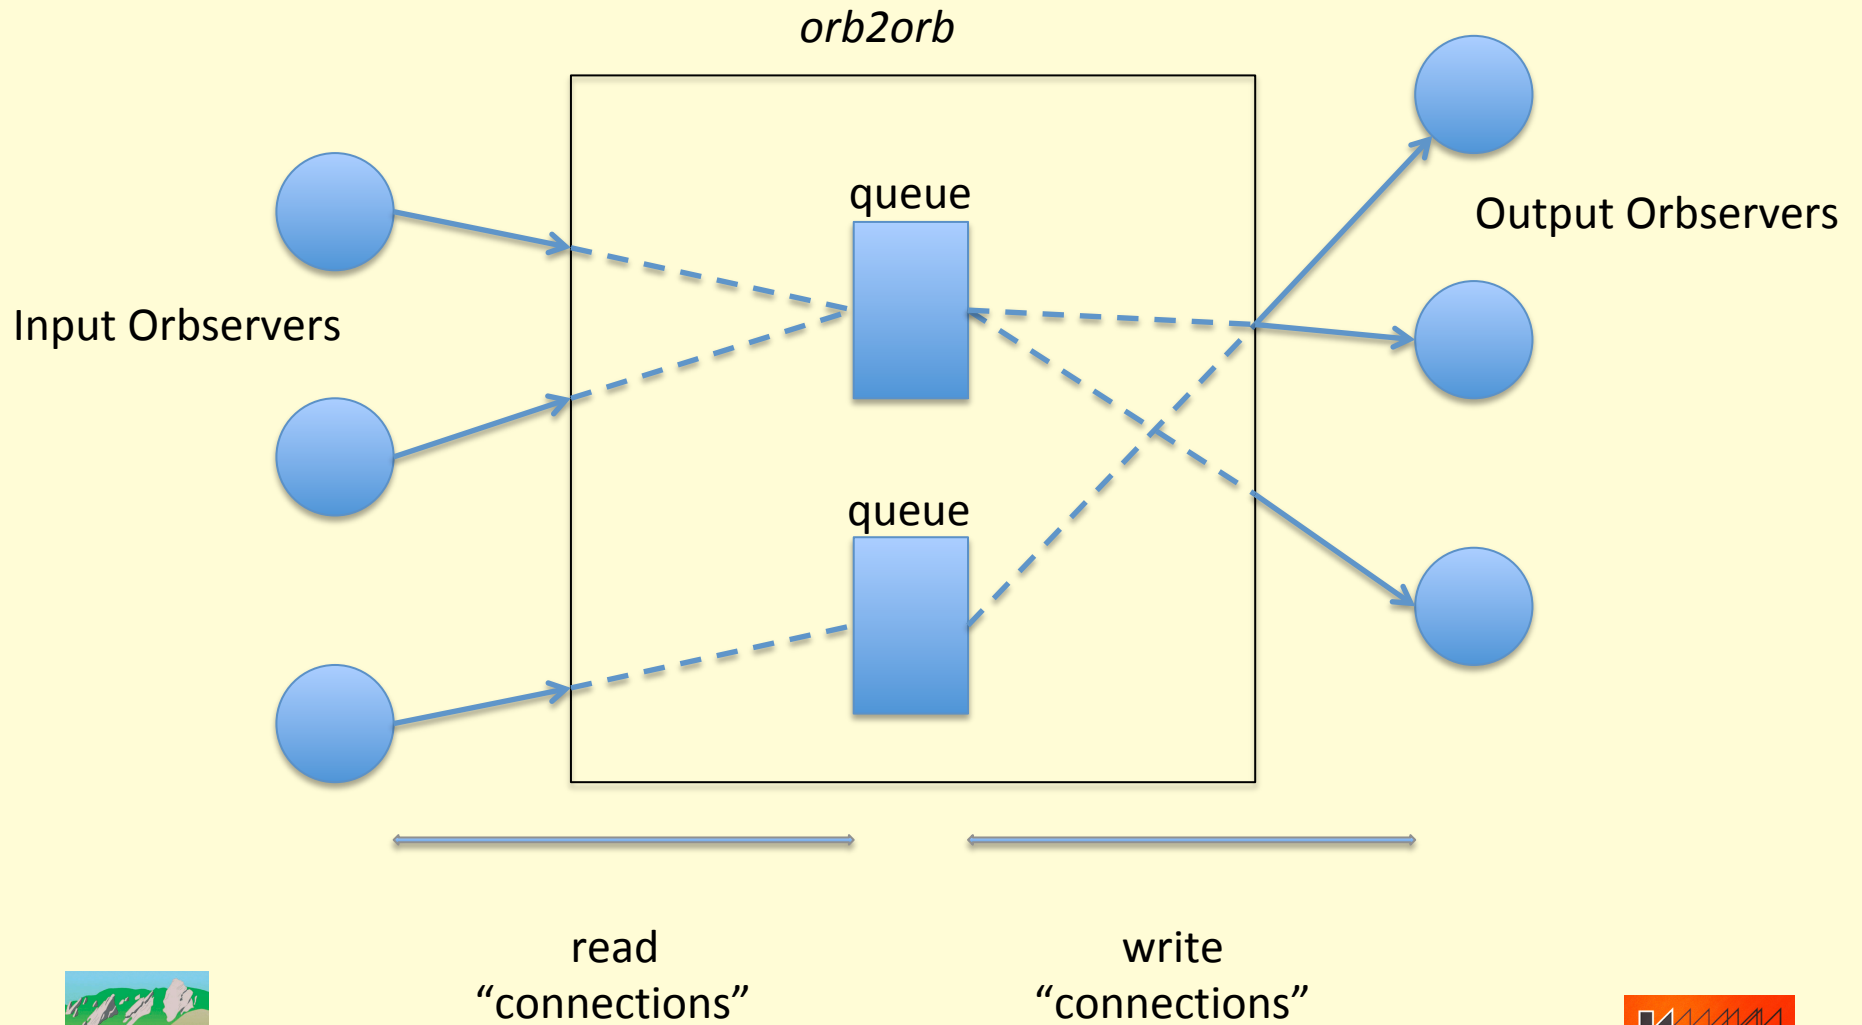 orb2orb
queue
Output Orbservers
Input Orbservers
queue
read
“connections”
write
“connections”